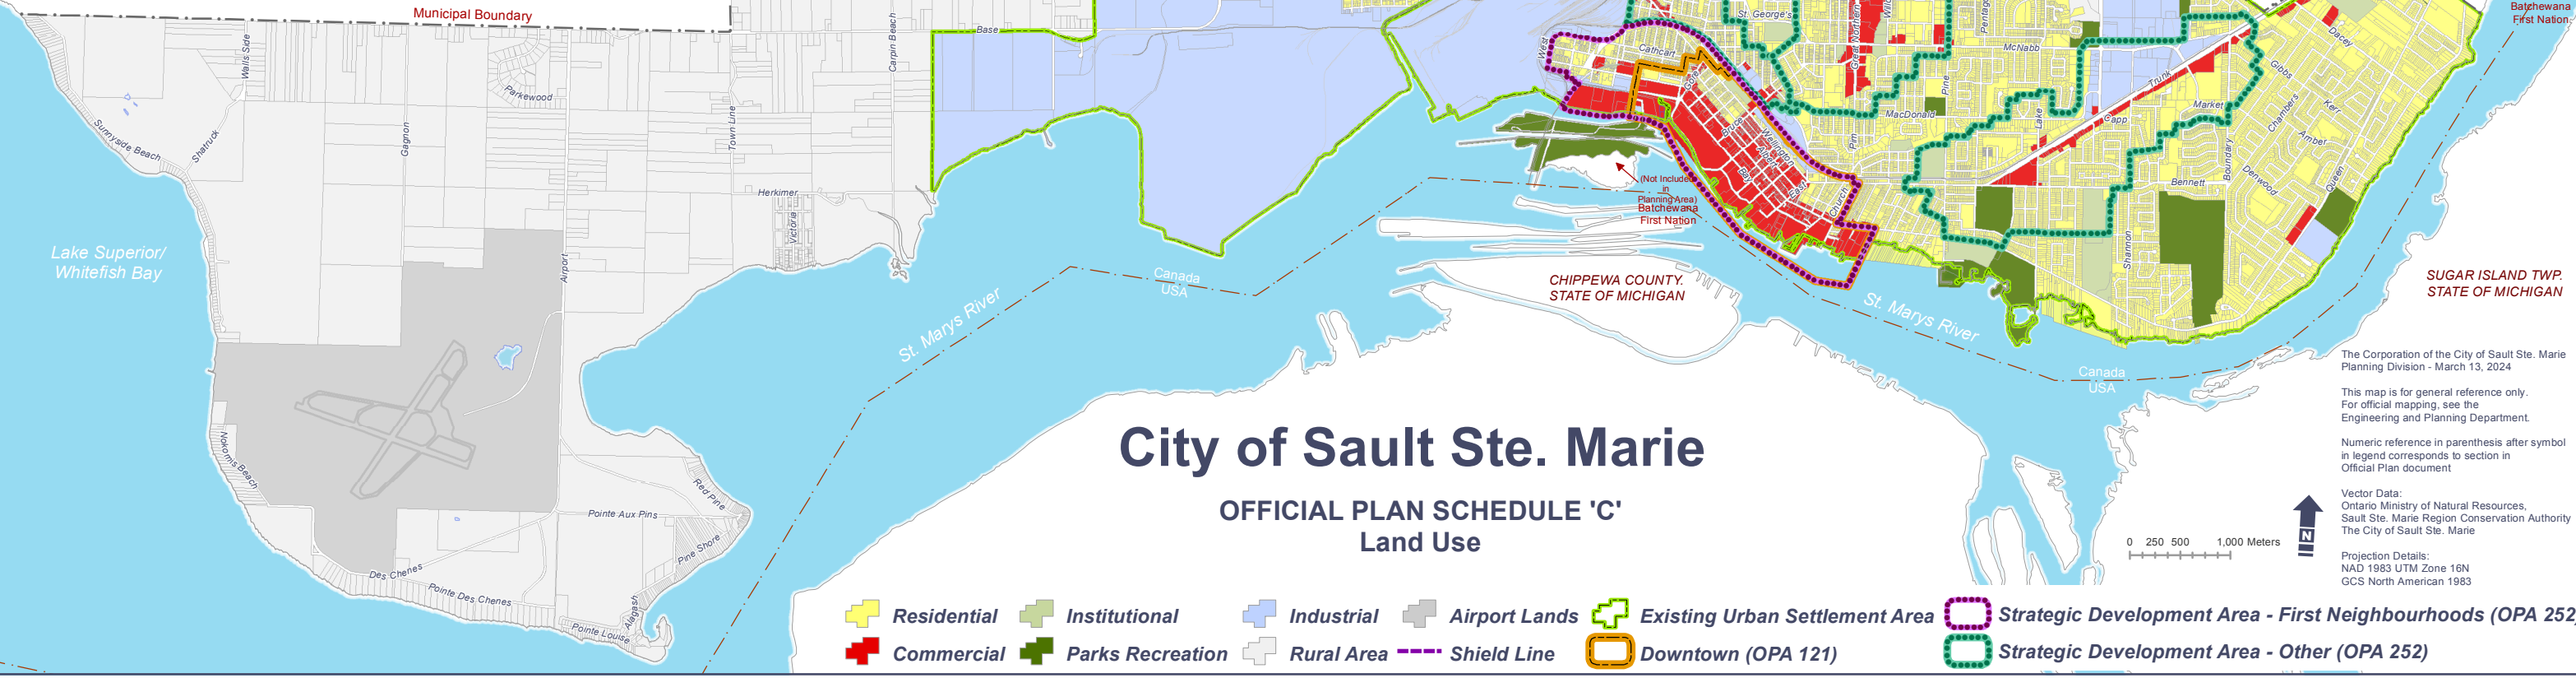 Municipal Boundary
Walls Side
Sunnyside Beach
Shatruck
Parkewood
Gagnon
Town Line
Carpin Beach
Base
Herkimer
Victoria
Airport
Lake Superior/
Whitefish Bay
Nokomis Beach
Red Pine
Pointe Aux Pins
Pine Shore
Des Chenes
Pointe Des Chenes
Pointe Louise
Alagash
St. Marys River
Canada
USA
West
Cathcart
Gore
Bruce
Wellington
Albert
Bay
East
Church
St. George's
Great Northern
McNabb
Pine
MacDonald
Pim
Lake
Trunk
Capp
Market
Boundary
Bennett
Shannon
Dacey
Gibbs
Chambers
Kerr
Amber
Denwood
Queen
Batchewana
First Nation
(Not Included
in
Planning Area)
Batchewana
First Nation
CHIPPEWA COUNTY.
STATE OF MICHIGAN
St. Marys River
Canada
USA
SUGAR ISLAND TWP.
STATE OF MICHIGAN
The Corporation of the City of Sault Ste. Marie
Planning Division - March 13, 2024
This map is for general reference only.
For official mapping, see the
Engineering and Planning Department.
Numeric reference in parenthesis after symbol
in legend corresponds to section in
Official Plan document
Vector Data:
Ontario Ministry of Natural Resources,
Sault Ste. Marie Region Conservation Authority
The City of Sault Ste. Marie
Projection Details:
NAD 1983 UTM Zone 16N
GCS North American 1983
N
0 250 500 1,000 Meters
City of Sault Ste. Marie
OFFICIAL PLAN SCHEDULE 'C'
Land Use
Residential
Institutional
Industrial
Airport Lands
Existing Urban Settlement Area
Strategic Development Area - First Neighbourhoods (OPA 252)
Commercial
Parks Recreation
Rural Area
Shield Line
Downtown (OPA 121)
Strategic Development Area - Other (OPA 252)